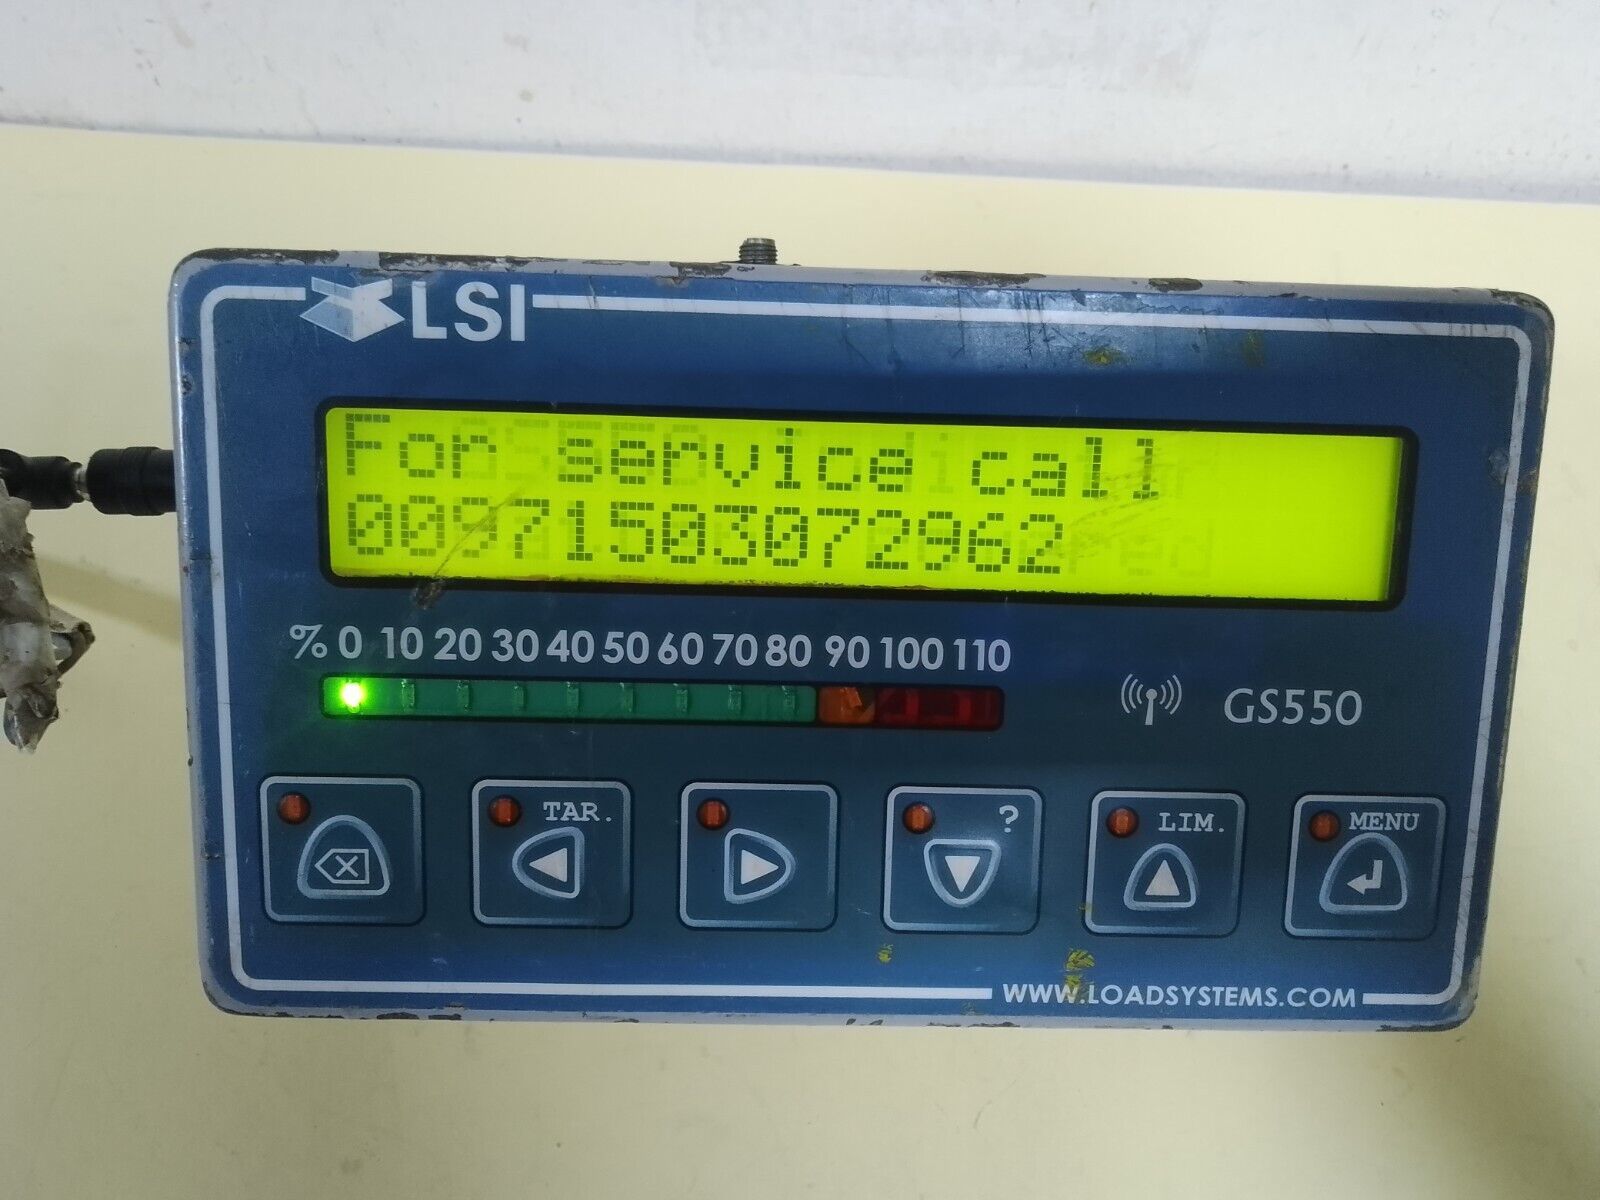 LSI
For service call
00971503072962
% 0 10 20 30 40 50 60 70 80 90 100 110
GS550
TAR.
?
LIM.
MENU
WWW.LOADSYSTEMS.COM